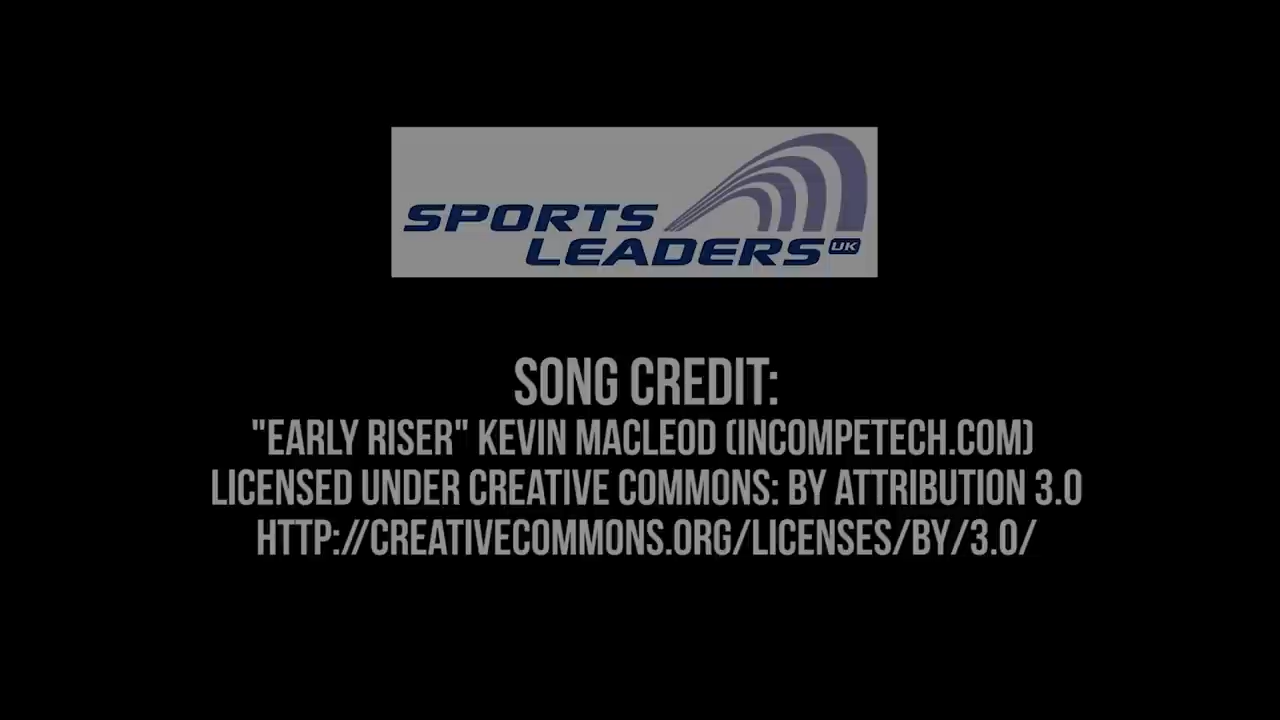 SPORTS
LEADERS UK
SONG CREDIT:
"EARLY RISER" KEVIN MACLEOD (INCOMPETECH.COM)
LICENSED UNDER CREATIVE COMMONS: BY ATTRIBUTION 3.0
HTTP://CREATIVECOMMONS.ORG/LICENSES/BY/3.0/